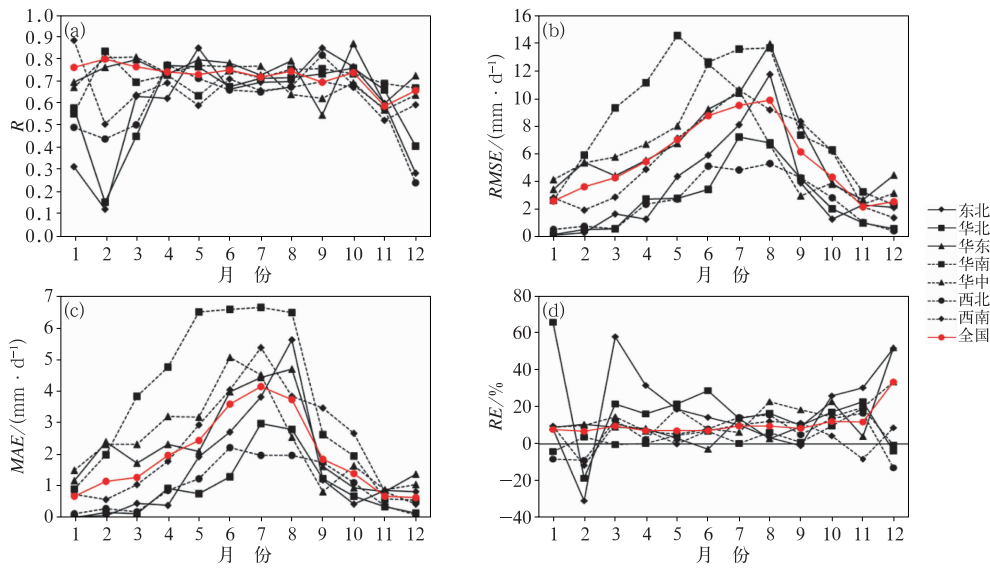 (a)
R
1.0
0.9
0.8
0.7
0.6
0.5
0.4
0.3
0.2
0.1
0.0
1 2 3 4 5 6 7 8 9 10 11 12
月 份
(b)
RMSE/(mm · d⁻¹)
16
14
12
10
8
6
4
2
0
1 2 3 4 5 6 7 8 9 10 11 12
月 份
(c)
MAE/(mm · d⁻¹)
7
6
5
4
3
2
1
0
1 2 3 4 5 6 7 8 9 10 11 12
月 份
(d)
RE/%
80
60
40
20
0
−20
−40
1 2 3 4 5 6 7 8 9 10 11 12
月 份
东北
华北
华东
华南
华中
西北
西南
全国